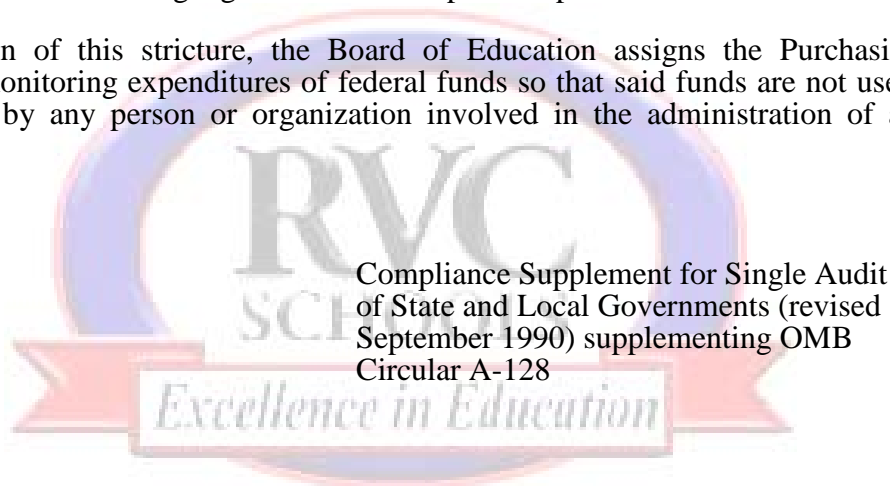 n of this stricture, the Board of Education assigns the Purchasi
onitoring expenditures of federal funds so that said funds are not use
by any person or organization involved in the administration of
RVC
SCHOOLS
Compliance Supplement for Single Audit
of State and Local Governments (revised
September 1990) supplementing OMB
Circular A-128
Excellence in Education